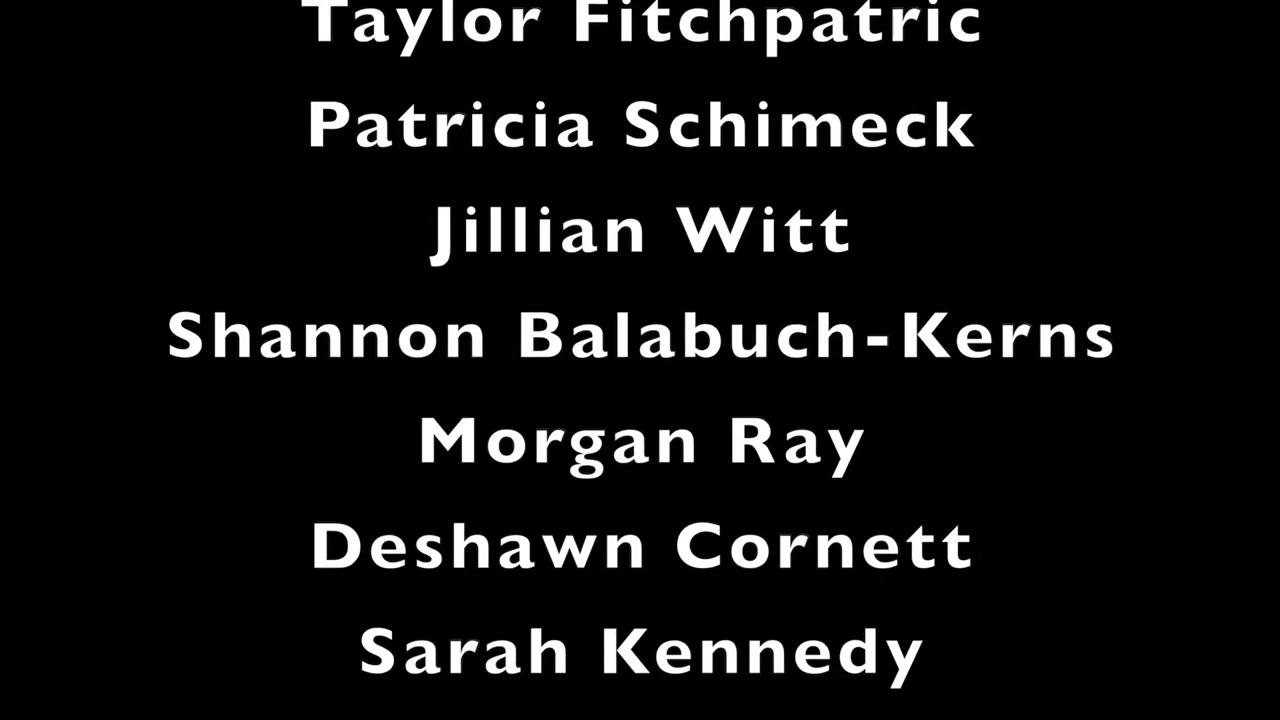 Taylor Fitchpatric
Patricia Schimeck
Jillian Witt
Shannon Balabuch-Kerns
Morgan Ray
Deshawn Cornett
Sarah Kennedy